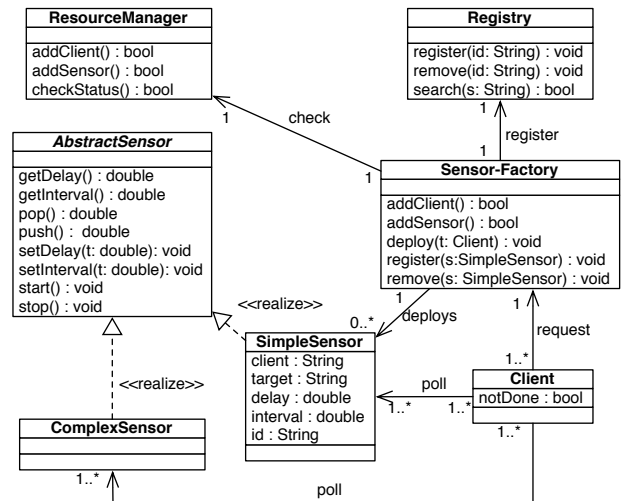 ResourceManager
addClient() : bool
addSensor() : bool
checkStatus() : bool
Registry
register(id: String) : void
remove(id: String) : void
search(s: String) : bool
1
check
1
1
register
1
AbstractSensor
getDelay() : double
getInterval() : double
pop() : double
push() :  double
setDelay(t: double): void
setInterval(t: double): void
start() : void
stop() : void
Sensor-Factory
addClient() : bool
addSensor() : bool
deploy(t: Client) : void
register(s:SimpleSensor) : void
remove(s: SimpleSensor) : void
<<realize>>
1
deploys
0..*
1
request
1..*
SimpleSensor
client : String
target : String
delay : double
interval : double
id : String
<<realize>>
poll
1..*
1..*
Client
notDone : bool
1..*
ComplexSensor
1..*
poll